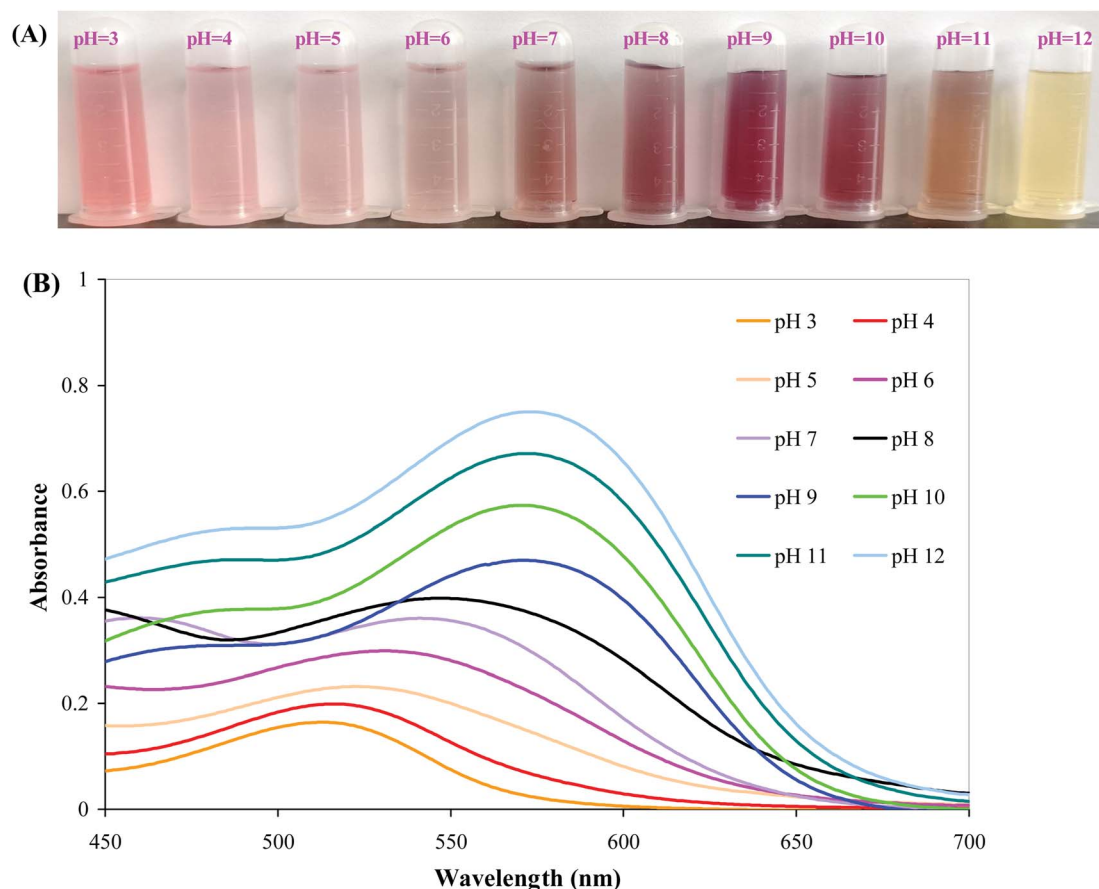 (A)
pH=3 pH=4 pH=5 pH=6 pH=7 pH=8 pH=9 pH=10 pH=11 pH=12
(B)
1
0.8
0.6
0.4
0.2
0
Absorbance
pH 3 pH 4
pH 5 pH 6
pH 7 pH 8
pH 9 pH 10
pH 11 pH 12
450 500 550 600 650 700
Wavelength (nm)